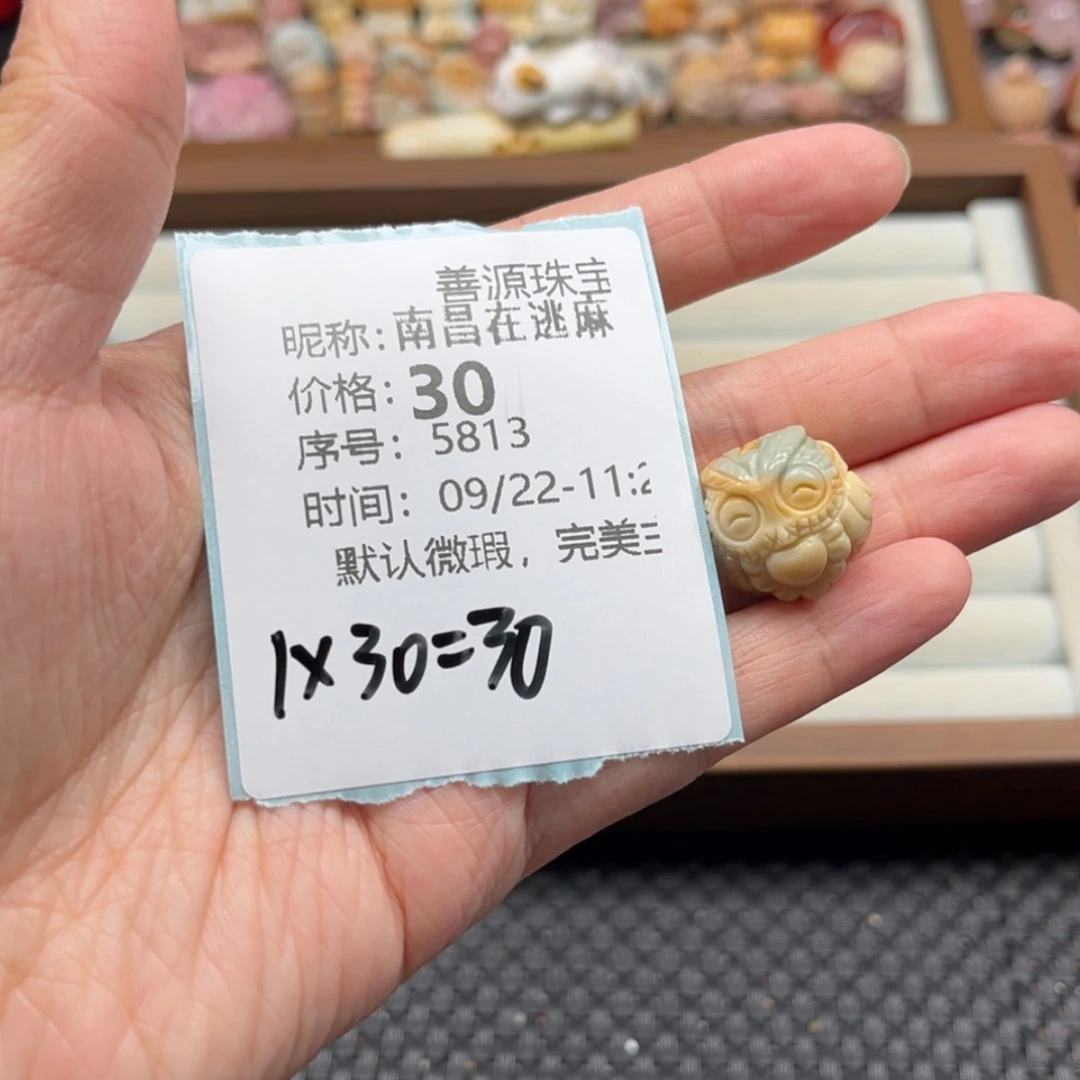 善源珠宝
昵称:南昌在逃麻
价格:30
序号: 5813
时间: 09/22-11:2
默认微瑕,完美
1×30=30